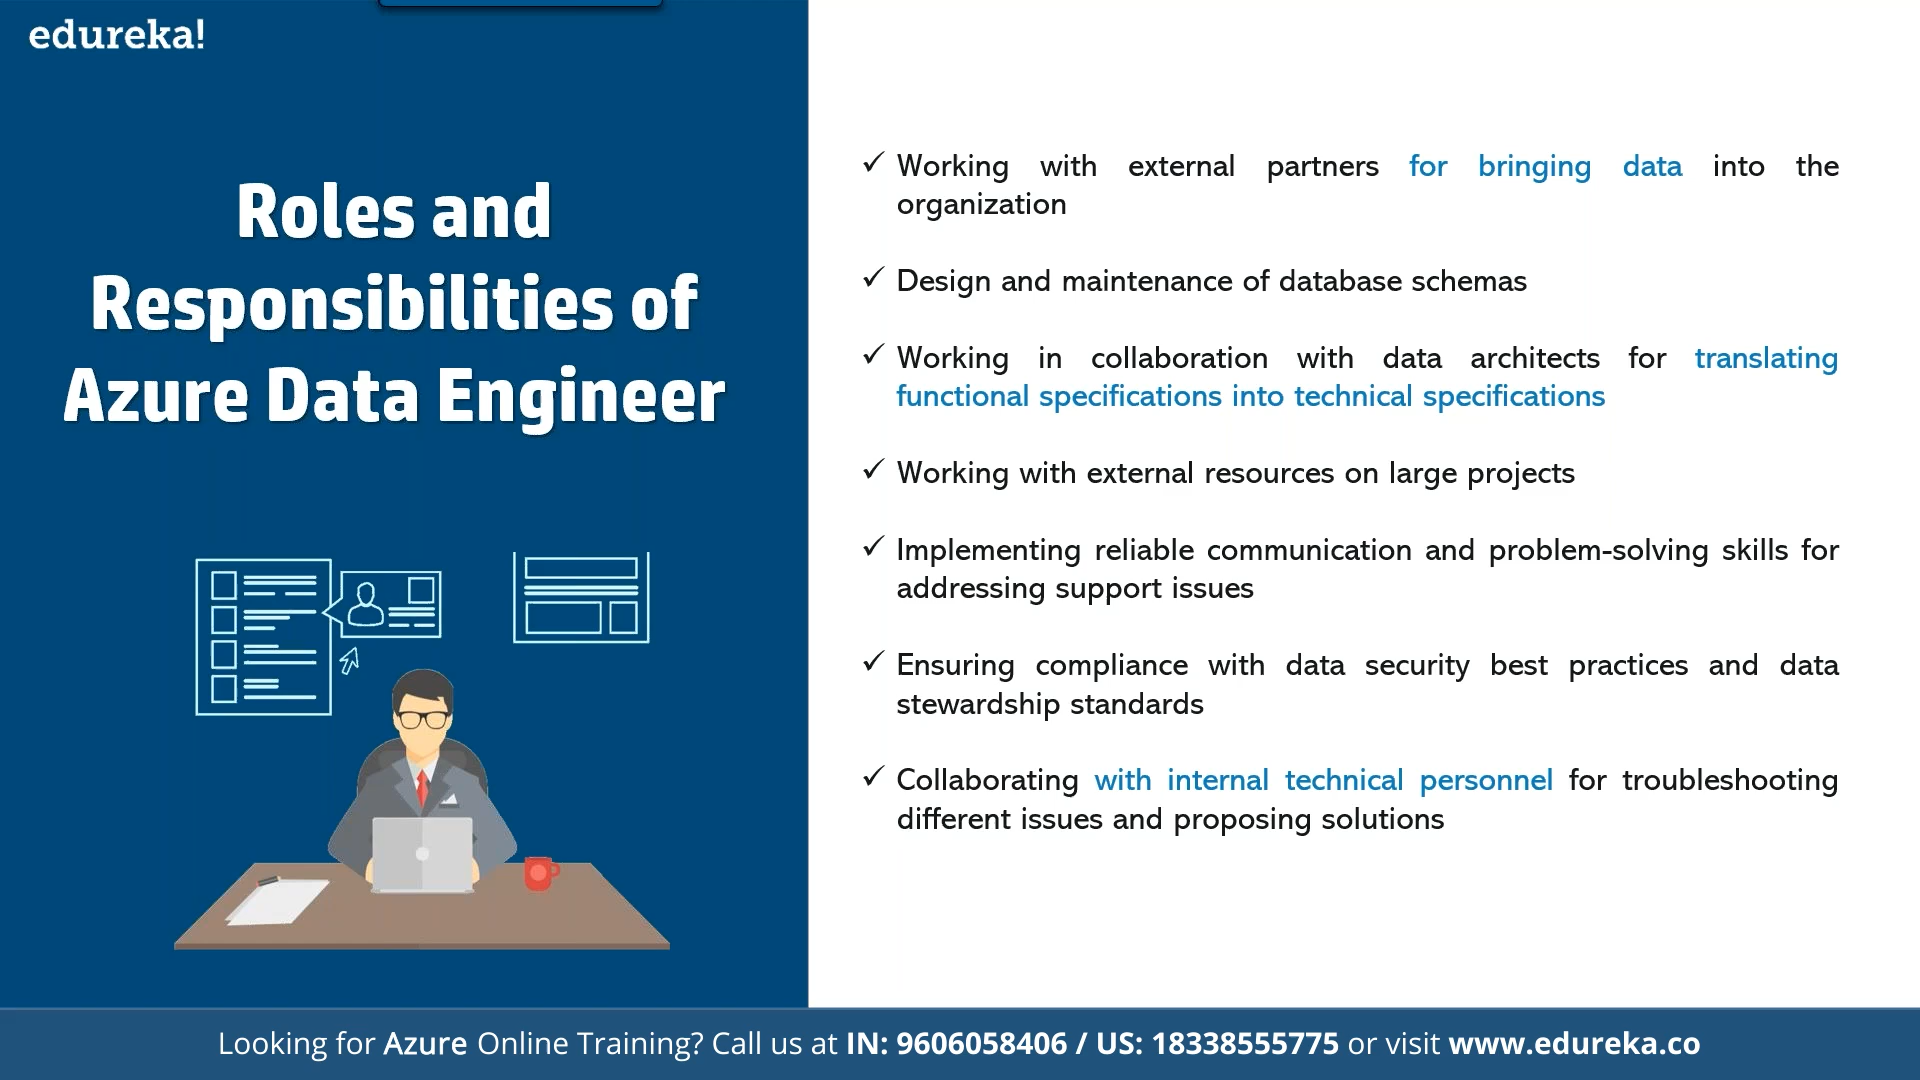 edureka!
Roles and
Responsibilities of
Azure Data Engineer
✓ Working with external partners for bringing data into the
organization
✓ Design and maintenance of database schemas
✓ Working in collaboration with data architects for translating
functional specifications into technical specifications
✓ Working with external resources on large projects
✓ Implementing reliable communication and problem-solving skills for
addressing support issues
✓ Ensuring compliance with data security best practices and data
stewardship standards
✓ Collaborating with internal technical personnel for troubleshooting
different issues and proposing solutions
Looking for Azure Online Training? Call us at IN: 9606058406 / US: 18338555775 or visit www.edureka.co